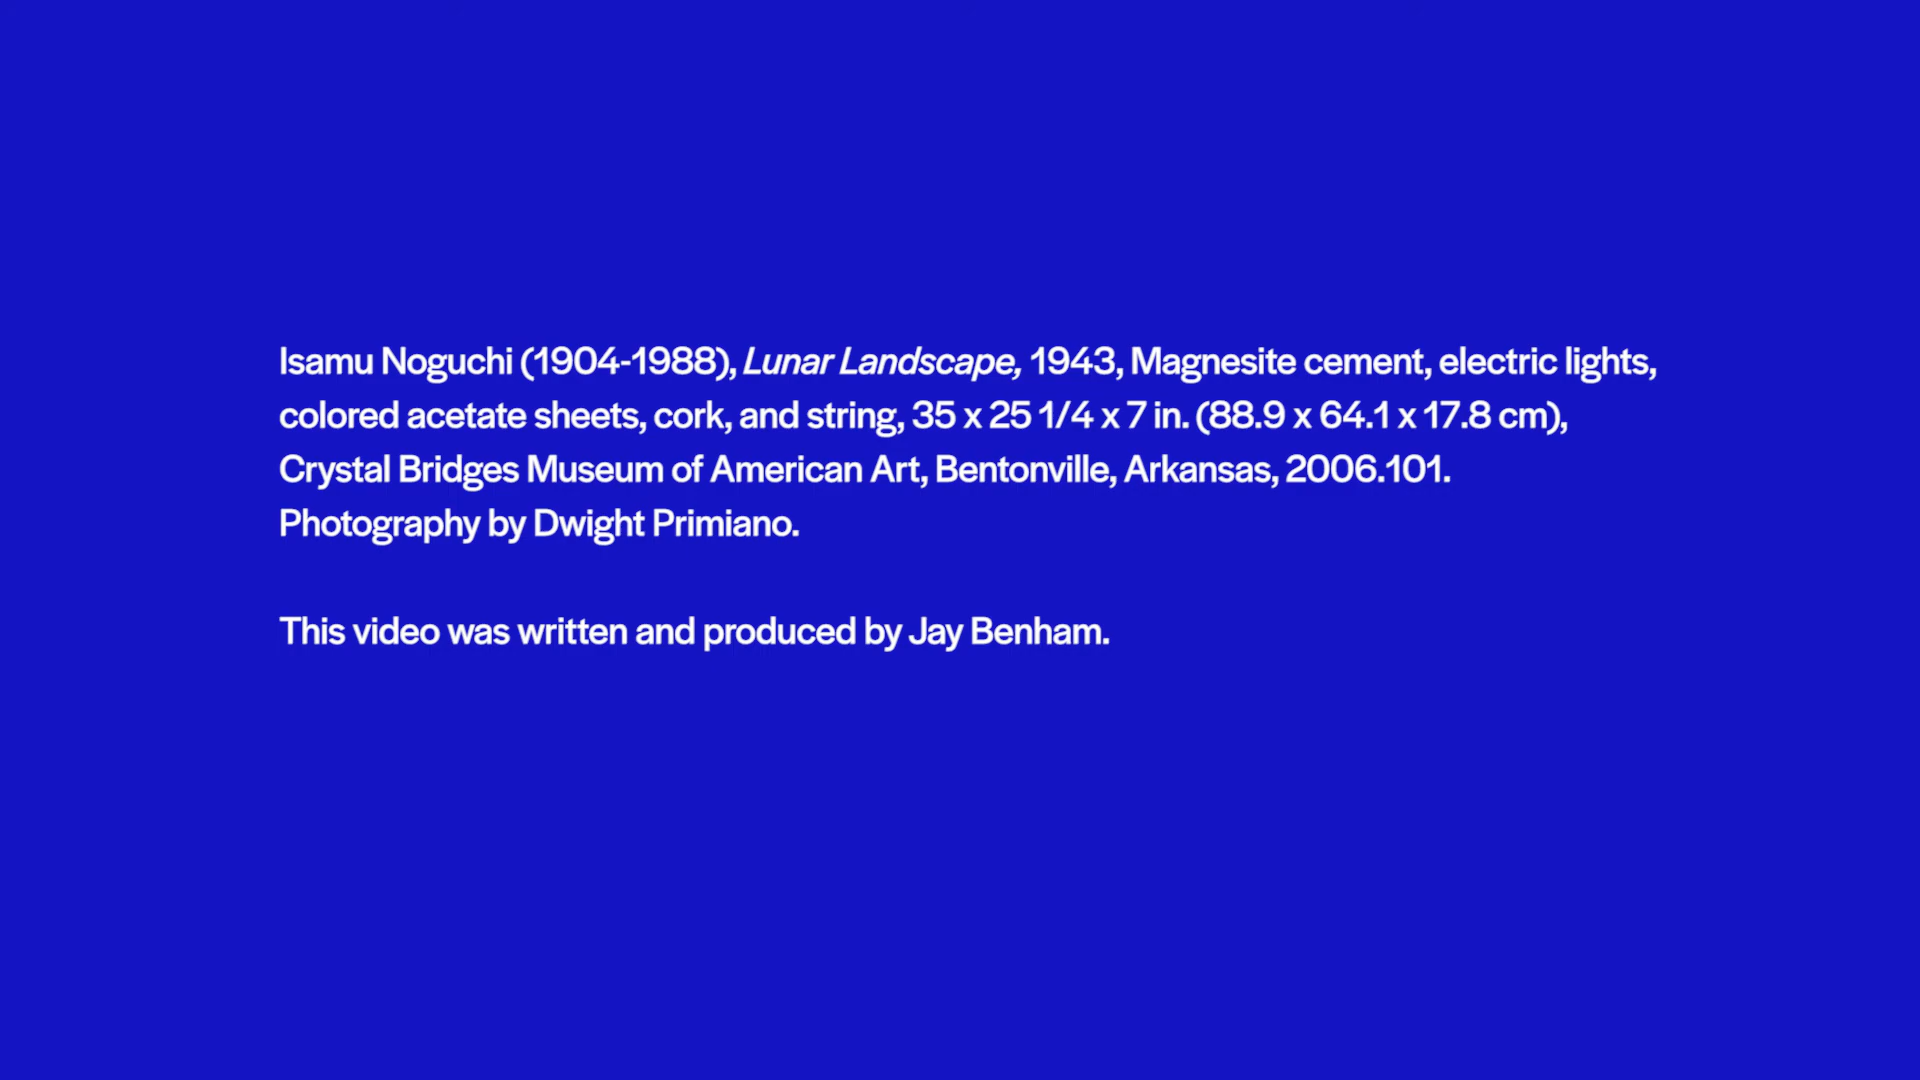 Isamu Noguchi (1904-1988), Lunar Landscape, 1943, Magnesite cement, electric lights,
colored acetate sheets, cork, and string, 35 x 25 1/4 x 7 in. (88.9 x 64.1 x 17.8 cm),
Crystal Bridges Museum of American Art, Bentonville, Arkansas, 2006.101.
Photography by Dwight Primiano.
This video was written and produced by Jay Benham.